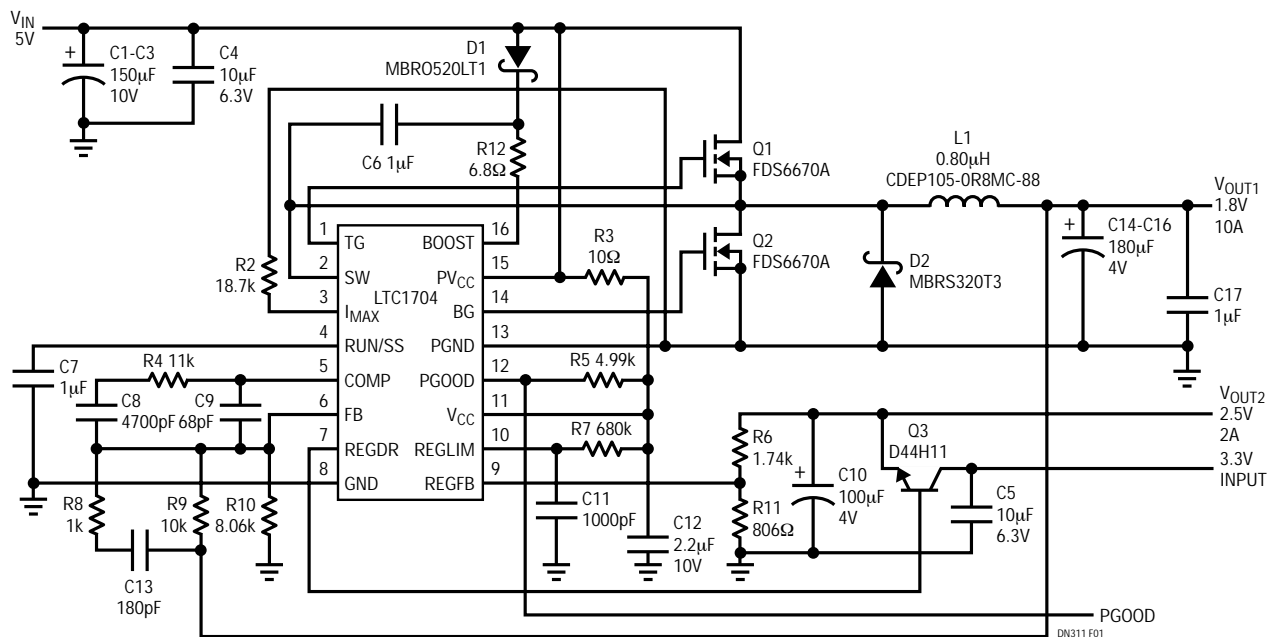 VIN
5V
+
C1-C3
150µF
10V
C4
10µF
6.3V
D1
MBRO520LT1
C6 1µF
R12
6.8Ω
Q1
FDS6670A
L1
0.80µH
CDEP105-0R8MC-88
VOUT1
1.8V
10A
+
C14-C16
180µF
4V
C17
1µF
Q2
FDS6670A
D2
MBRS320T3
R3
10Ω
R2
18.7k
LTC1704
1
TG
2
SW
3
IMAX
4
RUN/SS
5
COMP
6
FB
7
REGDR
8
GND
16
BOOST
15
PVCC
14
BG
13
PGND
12
PGOOD
11
VCC
10
REGLIM
9
REGFB
R5 4.99k
R7 680k
C7
1µF
R4 11k
C8
4700pF
C9
68pF
R8
1k
R9
10k
R10
8.06k
C13
180pF
C11
1000pF
C12
2.2µF
10V
R6
1.74k
R11
806Ω
+
C10
100µF
4V
Q3
D44H11
C5
10µF
6.3V
VOUT2
2.5V
2A
3.3V
INPUT
PGOOD
DN311 F01